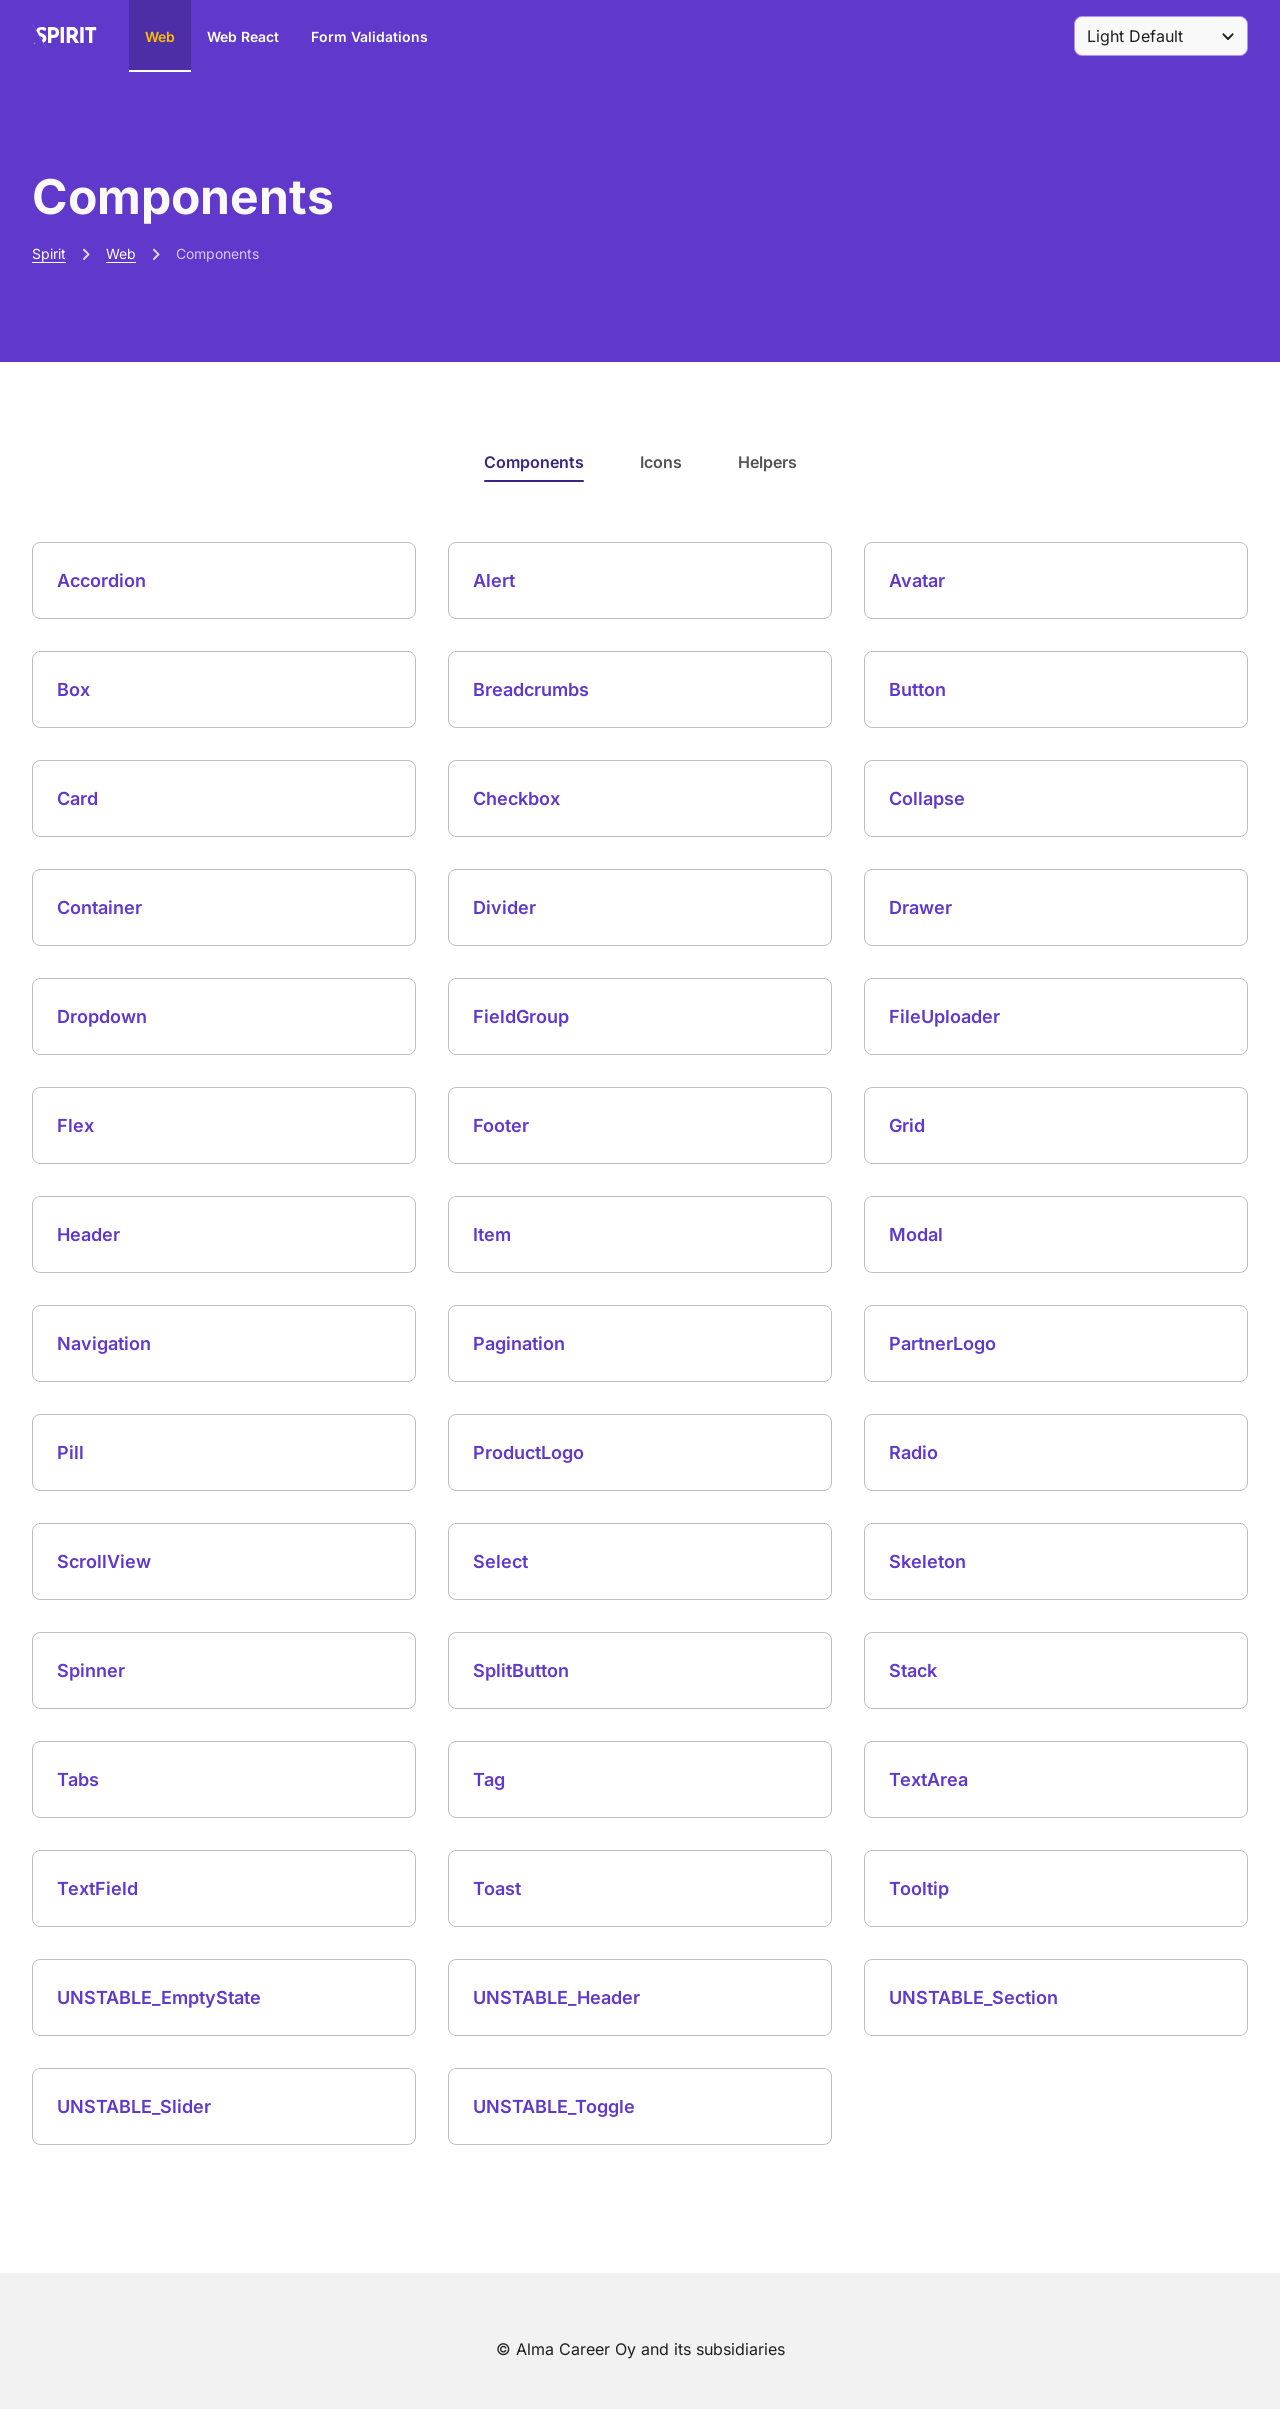 SPIRIT Web Web React Form Validations Light Default
Components
Spirit Web Components
Components Icons Helpers
Accordion Alert Avatar
Box Breadcrumbs Button
Card Checkbox Collapse
Container Divider Drawer
Dropdown FieldGroup FileUploader
Flex Footer Grid
Header Item Modal
Navigation Pagination PartnerLogo
Pill ProductLogo Radio
ScrollView Select Skeleton
Spinner SplitButton Stack
Tabs Tag TextArea
TextField Toast Tooltip
UNSTABLE_EmptyState UNSTABLE_Header UNSTABLE_Section
UNSTABLE_Slider UNSTABLE_Toggle
© Alma Career Oy and its subsidiaries